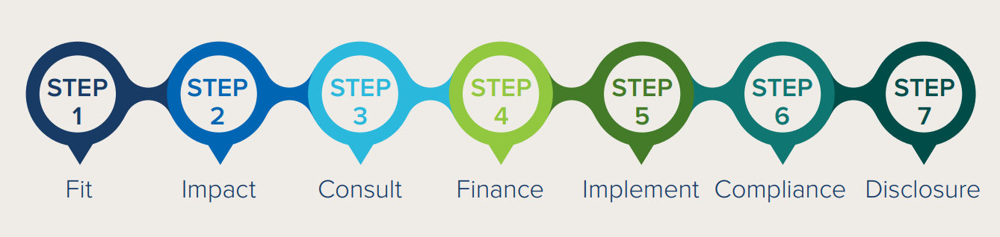 STEP
1
STEP
2
STEP
3
STEP
4
STEP
5
STEP
6
STEP
7
Fit
Impact
Consult
Finance
Implement
Compliance
Disclosure